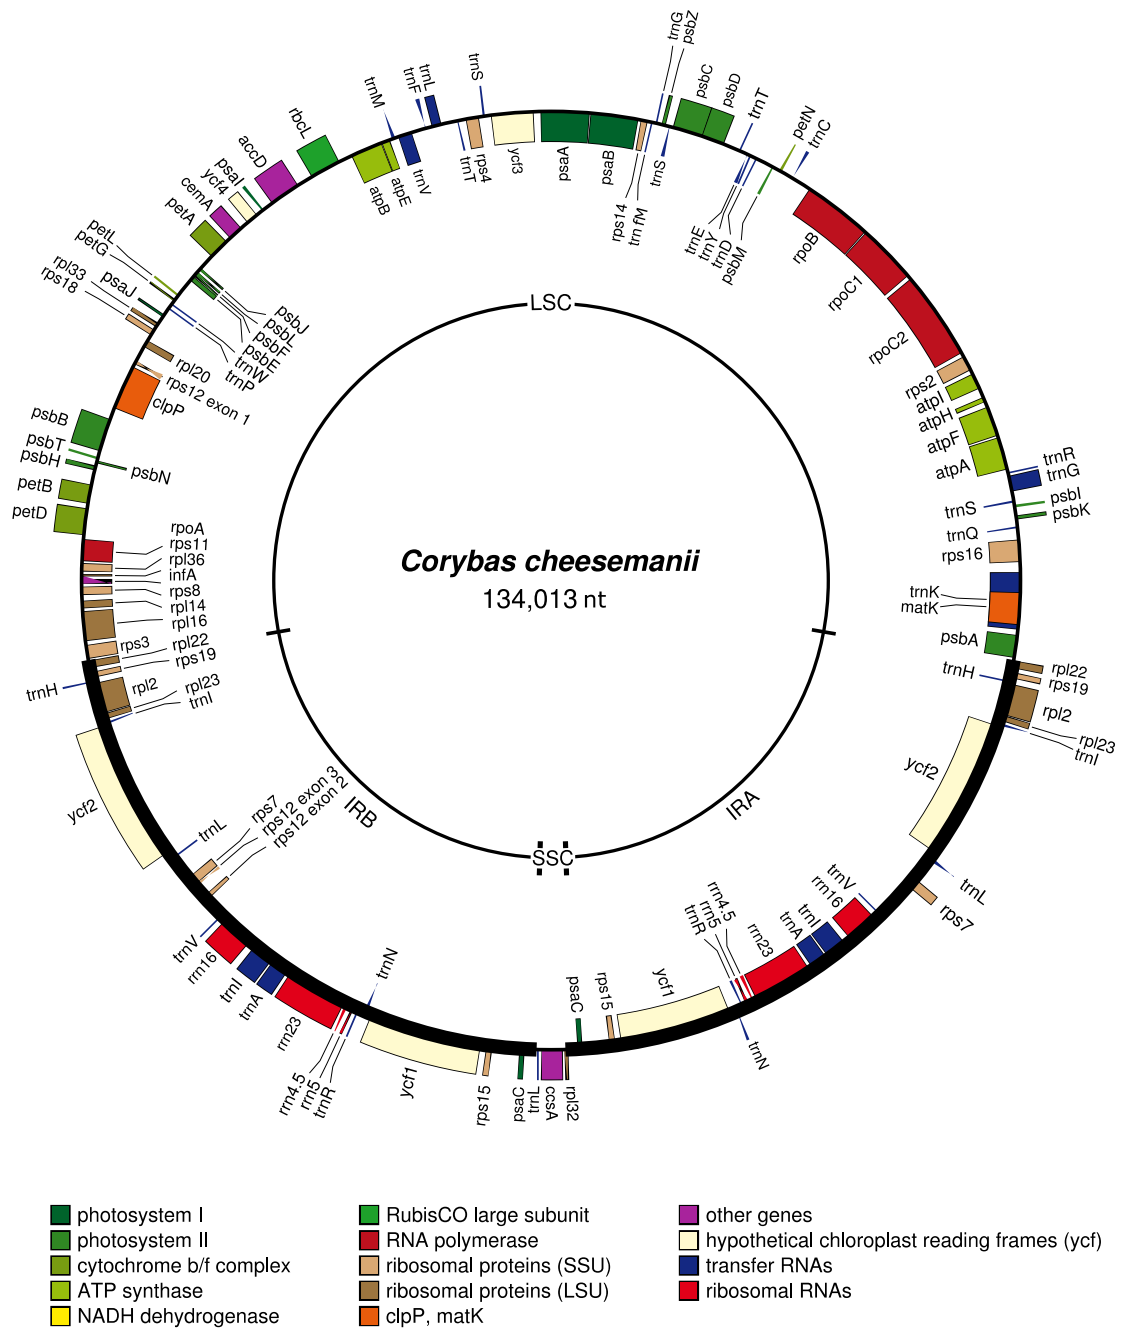 trnG
psbZ
psbC
psbD
trnT
petN
trnC
trnS
trnL
trnF
trnM
rbcL
accD
psaI
ycf4
cemA
petA
petL
petG
psaJ
rpl33
rps18
trnT
rps4
ycf3
psaA
psaB
rps14
trn fM
trnS
trnE
trnY
trnD
psbM
trnV
atpE
atpB
rpoB
rpoC1
rpoC2
rps2
atpI
atpH
atpF
atpA
trnR
trnG
trnS
psbI
psbK
trnQ
rps16
trnK
matK
psbA
psbJ
psbL
psbF
psbE
trnW
trnP
rpl20
rps12 exon 1
clpP
psbB
psbT
psbH
psbN
petB
petD
rpoA
rps11
rpl36
infA
rps8
rpl14
rpl16
rps3
rpl22
rps19
trnH
rpl2
rpl23
trnI
LSC
Corybas cheesemanii
134,013 nt
IRB
IRA
SSC
trnH
rpl22
rps19
rpl2
rpl23
trnI
ycf2
ycf2
trnL
rps7
rps12 exon 3
rps12 exon 2
trnV
rrn16
trnI
trnA
rrn23
rrn4.5
rrn5
trnR
trnN
ycf1
rps15
psaC
trnL
ccsA
rpl32
psaC
rps15
ycf1
trnN
trnR
rrn5
rrn4.5
rrn23
trnA
trnI
rrn16
trnV
trnL
rps7
photosystem I
photosystem II
cytochrome b/f complex
ATP synthase
NADH dehydrogenase
RubisCO large subunit
RNA polymerase
ribosomal proteins (SSU)
ribosomal proteins (LSU)
clpP, matK
other genes
hypothetical chloroplast reading frames (ycf)
transfer RNAs
ribosomal RNAs